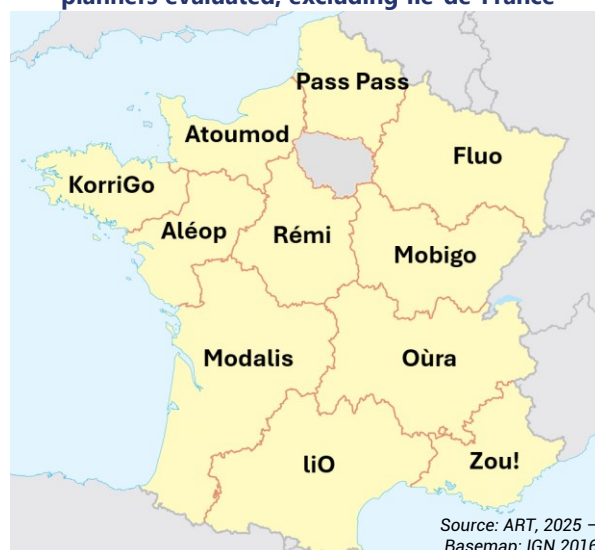 planners evaluated, excluding Île-de-France
Pass Pass
Atoumod
Fluo
KorriGo
Aléop
Rémi
Mobigo
Modalis
Oùra
liO
Zou!
Source: ART, 2025 –
Basemap: IGN 2016